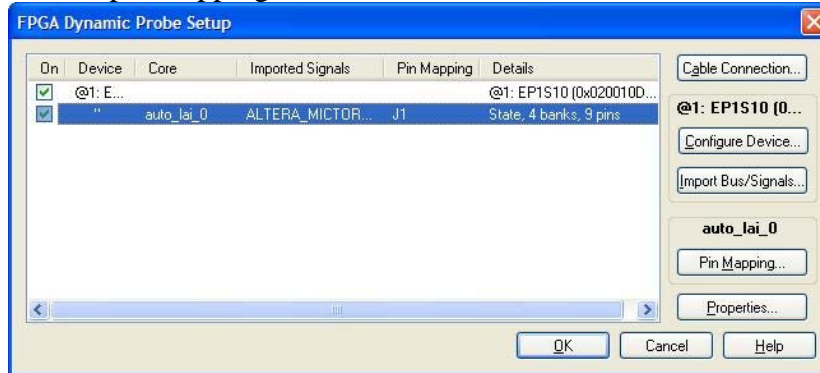 FPGA Dynamic Probe Setup
On Device Core Imported Signals Pin Mapping Details
@1: E... @1: EP1S10 (0x020010D...
" auto_lai_0 ALTERA_MICTOR... J1 State, 4 banks, 9 pins
Cable Connection...
@1: EP1S10 (0...
Configure Device...
Import Bus/Signals...
auto_lai_0
Pin Mapping...
Properties...
OK Cancel Help